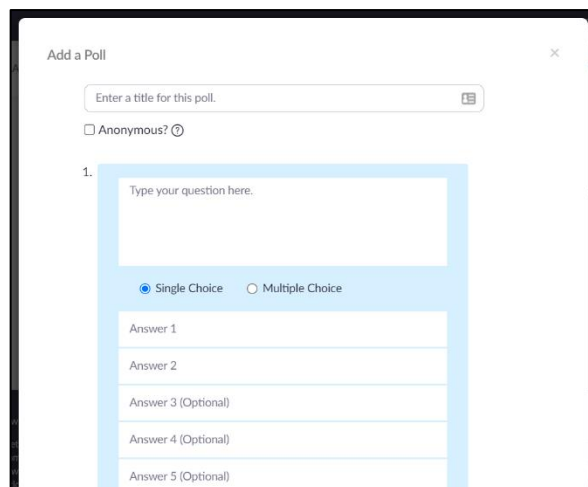 Add a Poll
×
Enter a title for this poll.
Anonymous? ?
1.
Type your question here.
Single Choice Multiple Choice
Answer 1
Answer 2
Answer 3 (Optional)
Answer 4 (Optional)
Answer 5 (Optional)